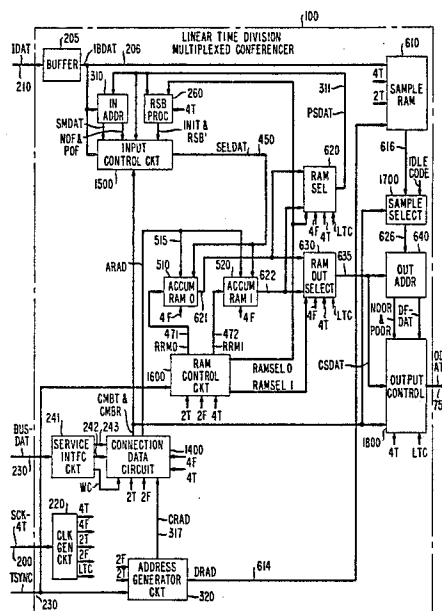 100
LINEAR TIME DIVISION
MULTIPLEXED CONFERENCER
IDAT
205
IBDAT
206
610
BUFFER
SAMPLE
RAM
210
310
260
4T
2T
311
PSDAT
IN
ADDR
RSB
PROC
4T
SMDAT
NOF &
POF
INIT &
RSB'
INPUT
CONTROL CKT
1500
SELDAT
450
620
RAM
SEL
616
IDLE
CODE
1700
SAMPLE
SELECT
4F
4T
LTC
ARAD
515
510
520
622
630
635
626
640
ACCUM
RAM 0
ACCUM
RAM 1
RAM
OUT
SELECT
OUT
ADDR
4F
621
4F
4F
4T
LTC
471
472
RRM0
RRM1
NOOR &
POOR
DF-
DAT
RAM
CONTROL
CKT
RAMSEL 0
RAMSEL 1
CSDAT
OUTPUT
CONTROL
1600
2T
2F
4T
CMBT &
CMBR
75
BUS-
DAT
241
242
243
1400
4F
4T
1800
4T
LTC
230
SERVICE
INTFC
CKT
CONNECTION
DATA
CIRCUIT
WC
2T
2F
SCK-
4T
220
4T
4F
2T
2F
LTC
CLK
GEN
CKT
200
CRAD
317
TSYNC
2F
2T
ADDRESS
GENERATOR
CKT
DRAD
614
230
320